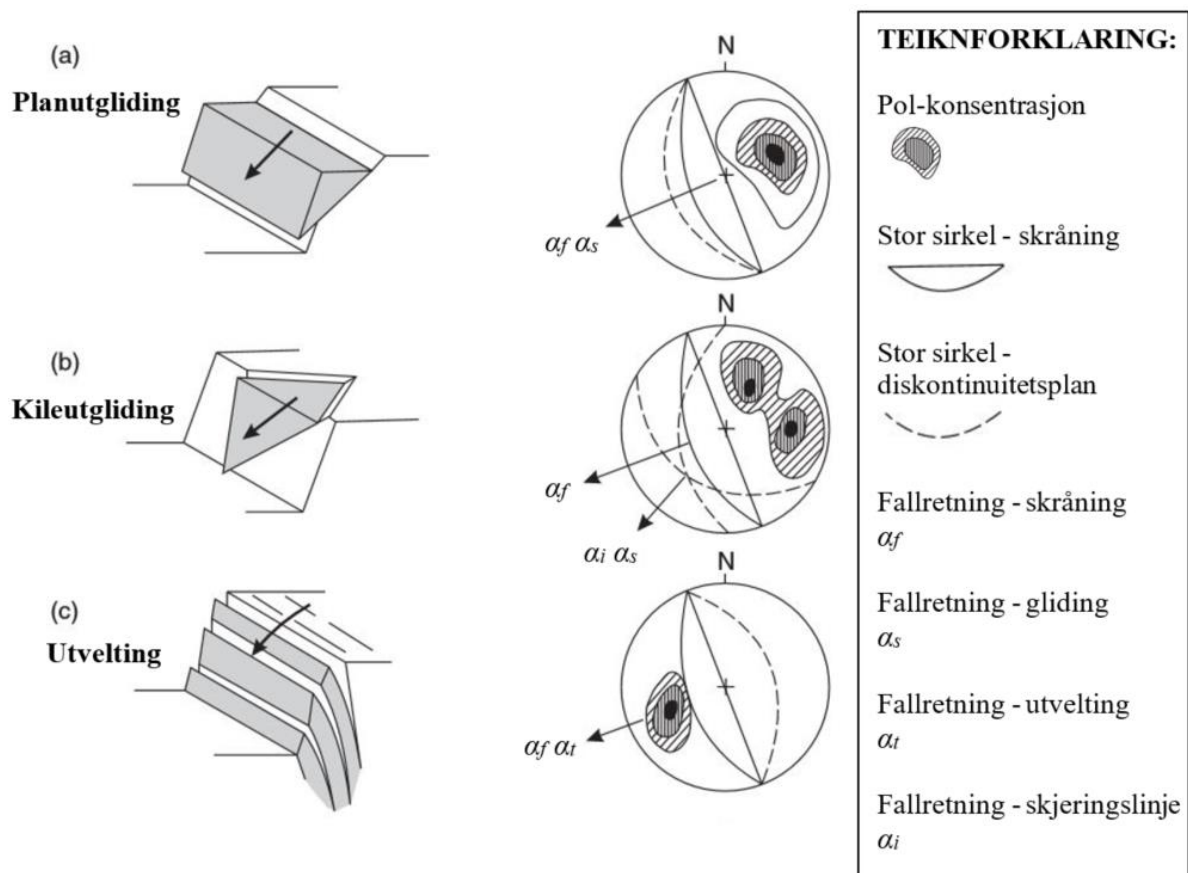 (a)
Planutgliding
N
αf αs
(b)
Kileutgliding
N
αf
αi αs
(c)
Utvelting
N
αf αt
TEIKNFORKLARING:
Pol-konsentrasjon
Stor sirkel - skråning
Stor sirkel -
diskontinuitetsplan
Fallretning - skråning
αf
Fallretning - gliding
αs
Fallretning - utvelting
αt
Fallretning - skjeringslinje
αi